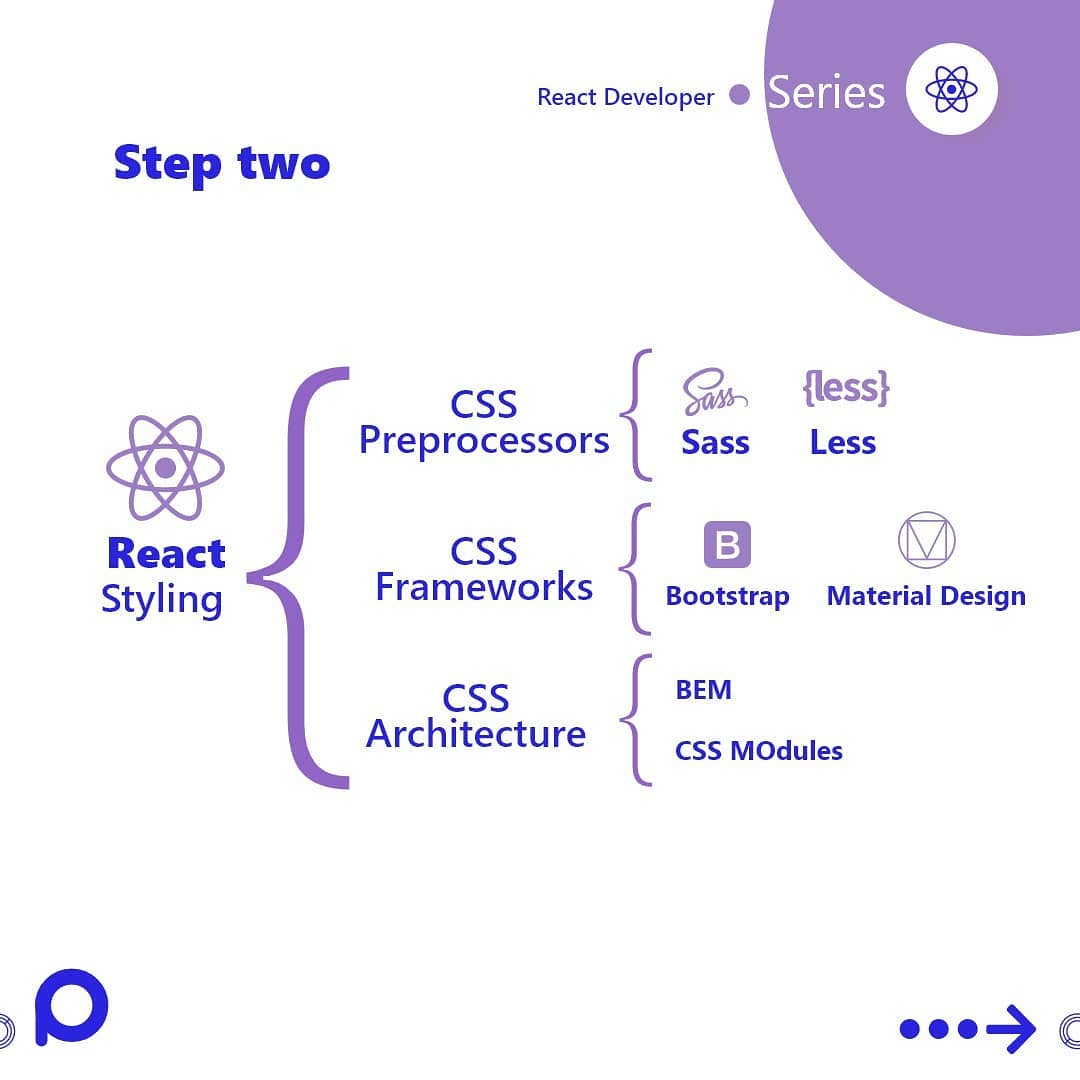 React Developer Series
Step two
CSS
Preprocessors
Sass
{less}
Sass
Less
React
Styling
CSS
Frameworks
B
Bootstrap
Material Design
CSS
Architecture
BEM
CSS MOdules